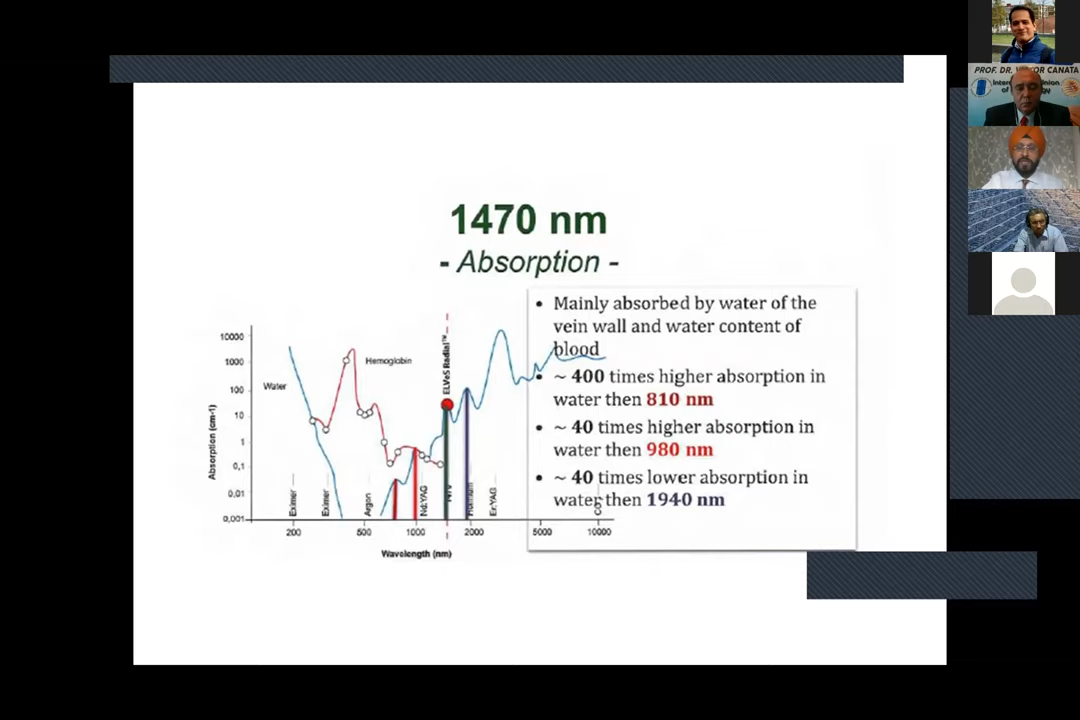 PROF. DR.
CANATA
1470 nm
- Absorption -
Mainly absorbed by water of the
vein wall and water content of
blood
~ 400 times higher absorption in
water then 810 nm
~ 40 times higher absorption in
water then 980 nm
~ 40 times lower absorption in
water then 1940 nm
Absorption (cm-1)
10000
1000
100
10
1
0,1
0,01
0,001
Water
Hemoglobin
ELVeS Radial™
Eximer
Eximer
Argon
Nd:YAG
Er:YAG
200
500
1000
2000
5000
10000
Wavelength (nm)